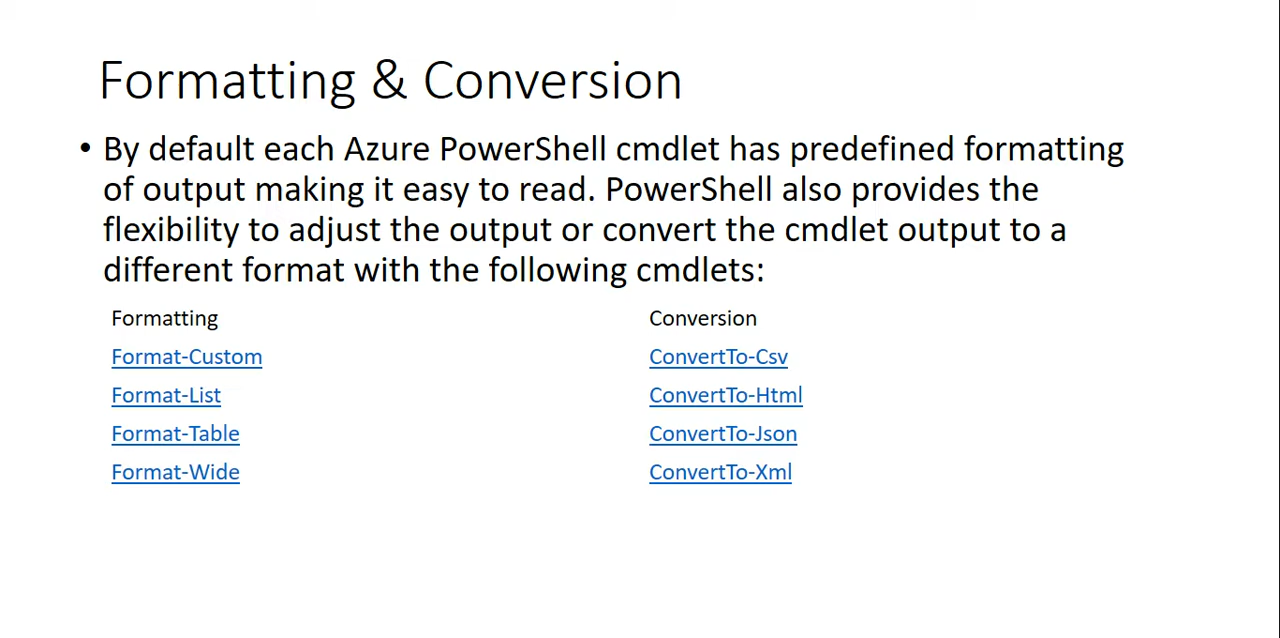 Formatting & Conversion
• By default each Azure PowerShell cmdlet has predefined formatting
of output making it easy to read. PowerShell also provides the
flexibility to adjust the output or convert the cmdlet output to a
different format with the following cmdlets:
Formatting Conversion
Format-Custom ConvertTo-Csv
Format-List ConvertTo-Html
Format-Table ConvertTo-Json
Format-Wide ConvertTo-Xml